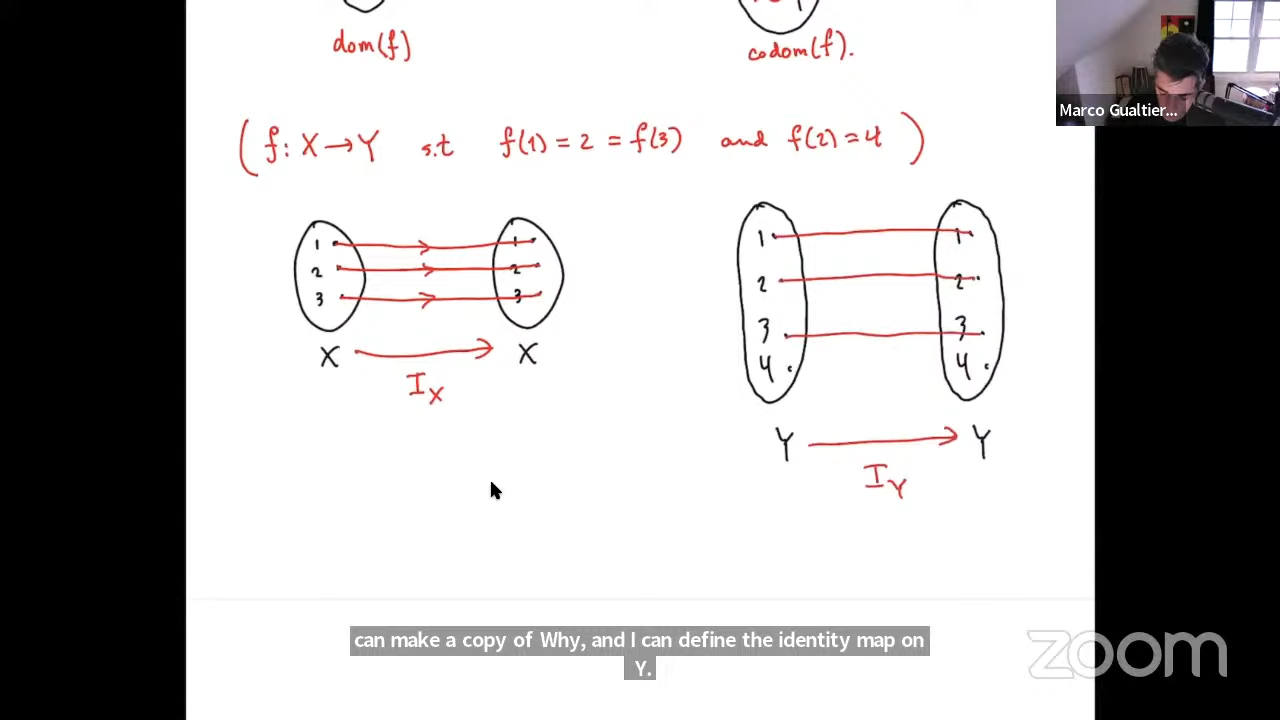 dom(f)
codom(f).
Marco Gualtier...
(f: X→Y s.t f(1) = 2 = f(3) and f(2) = 4)
1 1
2 2
3 3
X X
I_X
1 1
2 2
3 3
4 4
Y Y
I_Y
can make a copy of Why, and I can define the identity map on
Y.
zoom